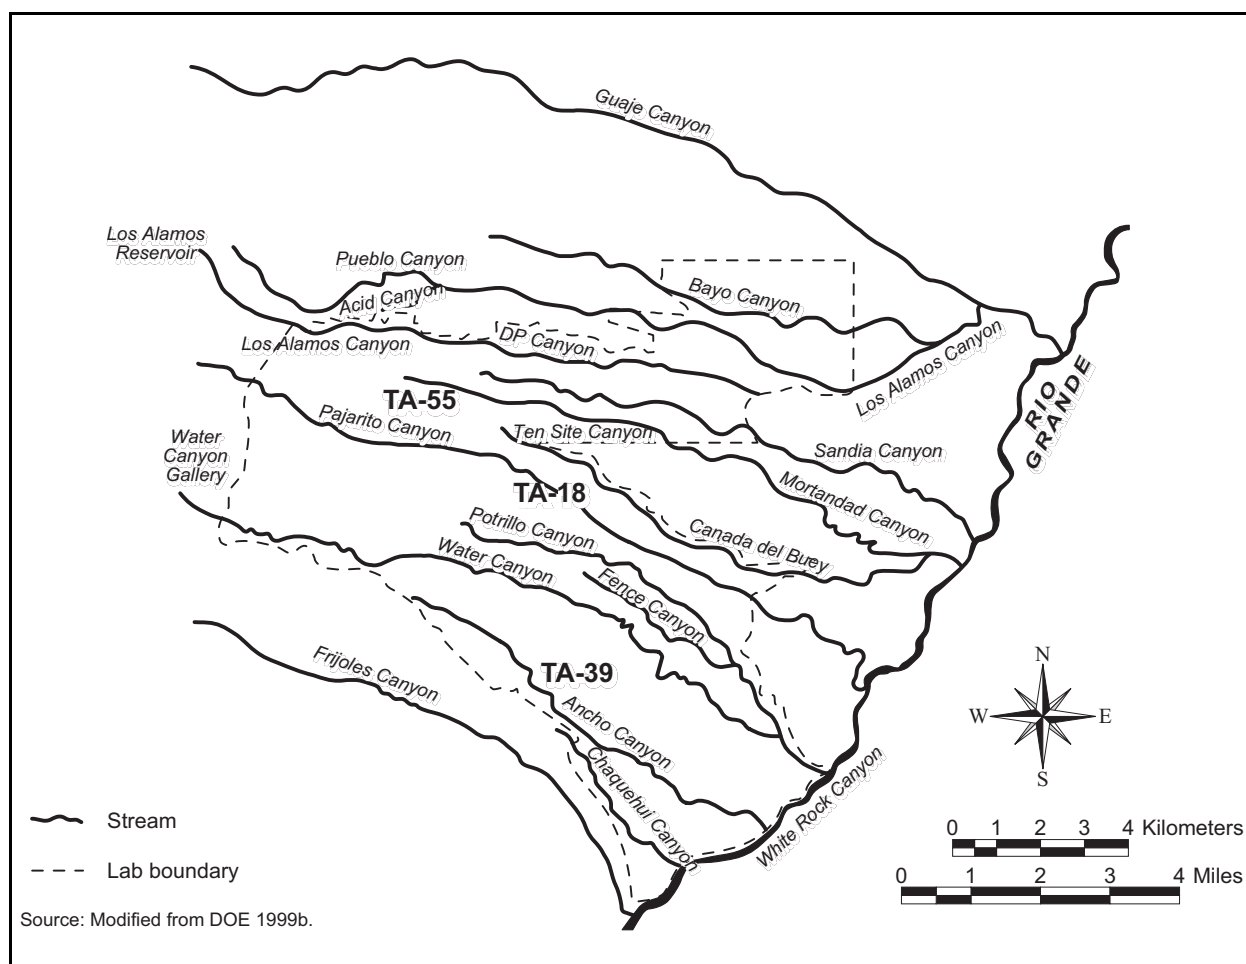 Guaje Canyon
Los Alamos
Reservoir
Pueblo Canyon
Bayo Canyon
Acid Canyon
Los Alamos Canyon
DP Canyon
Los Alamos Canyon
RIO
GRANDE
TA-55
Pajarito Canyon
Ten Site Canyon
Water
Canyon
Gallery
Sandia Canyon
TA-18
Mortandad Canyon
Potrillo Canyon
Canada del Buey
Water Canyon
Fence Canyon
TA-39
Frijoles Canyon
Ancho Canyon
Chaquehui Canyon
White Rock Canyon
N
W
E
S
Stream
Lab boundary
0 1 2 3 4 Kilometers
0 1 2 3 4 Miles
Source: Modified from DOE 1999b.